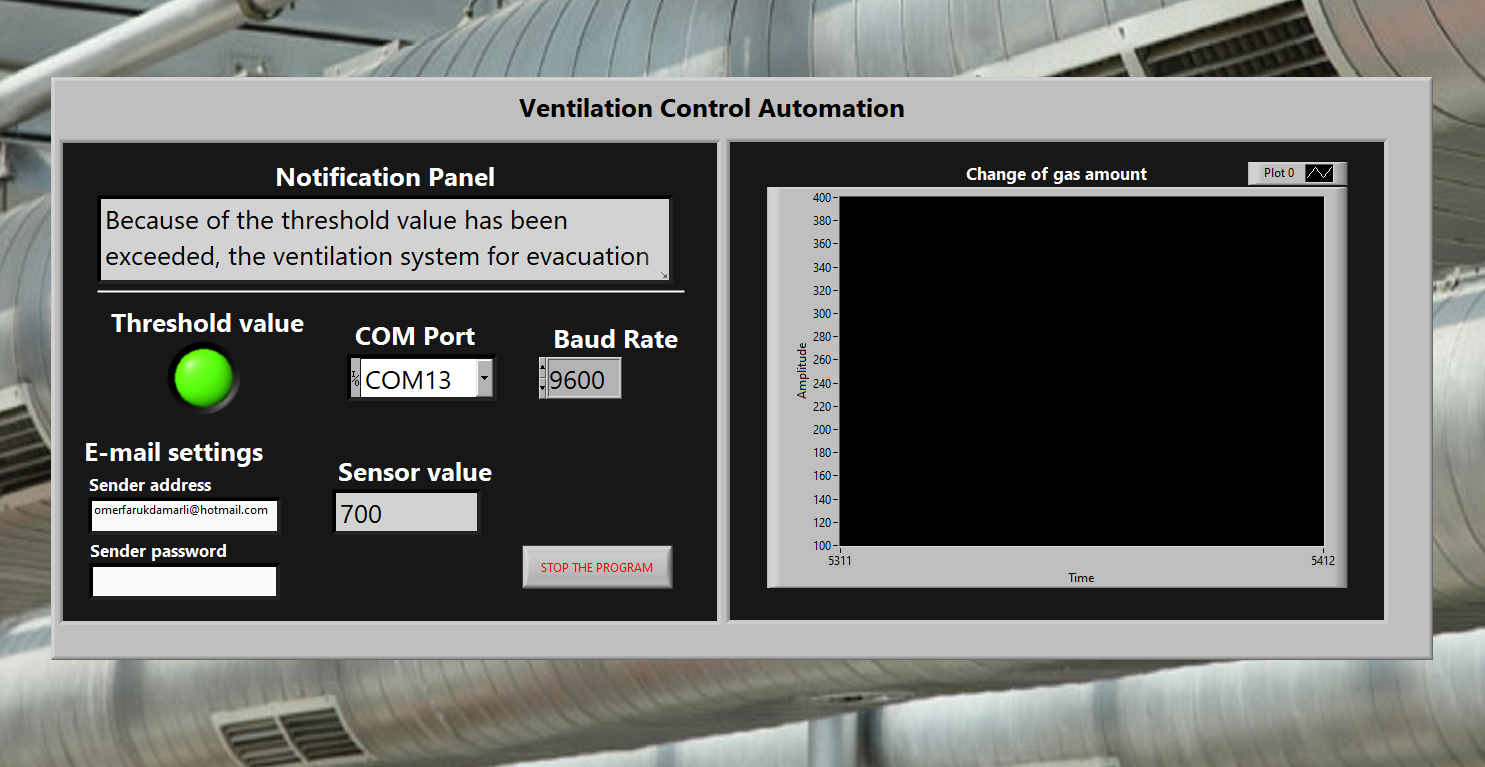 Ventilation Control Automation
Notification Panel
Because of the threshold value has been
exceeded, the ventilation system for evacuation
Threshold value
COM Port
Baud Rate
I/O
COM13
9600
E-mail settings
Sender address
omerfarukdamarli@hotmail.com
Sender password
Sensor value
700
STOP THE PROGRAM
Change of gas amount
Plot 0
Amplitude
400
380
360
340
320
300
280
260
240
220
200
180
160
140
120
100
5311
5412
Time